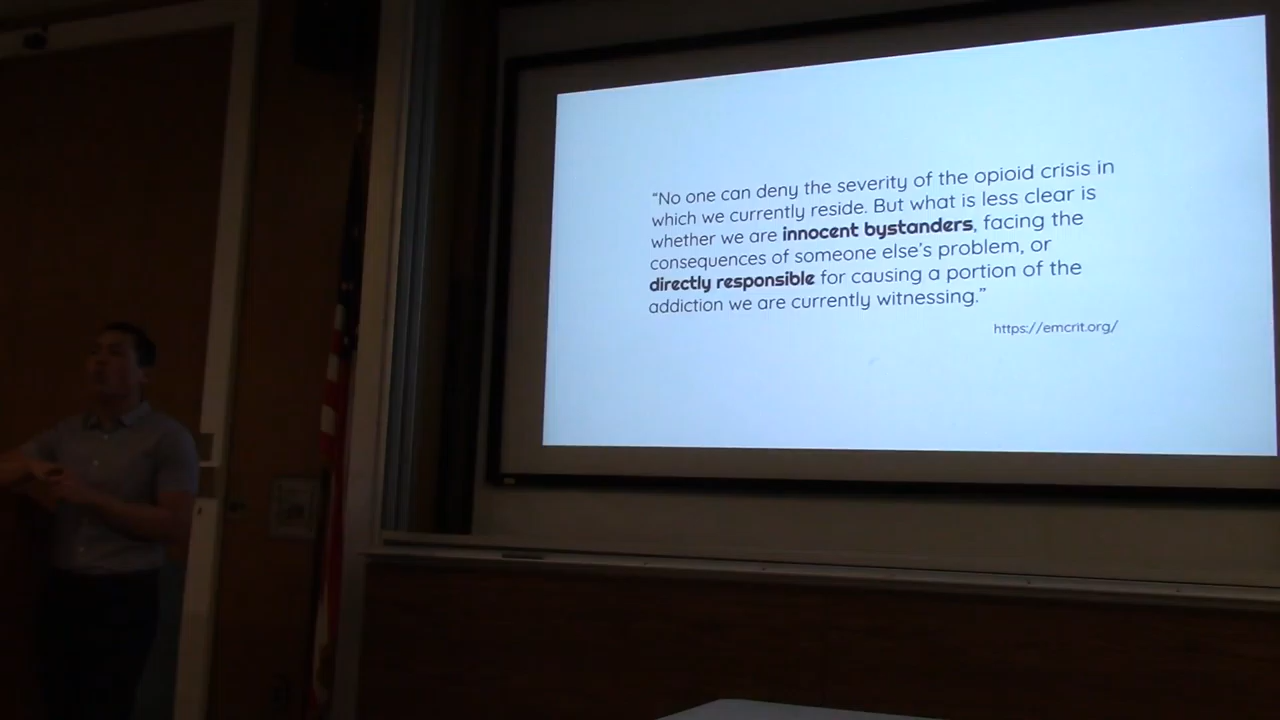 “No one can deny the severity of the opioid crisis in
which we currently reside. But what is less clear is
whether we are innocent bystanders, facing the
consequences of someone else’s problem, or
directly responsible for causing a portion of the
addiction we are currently witnessing.”
https://emcrit.org/